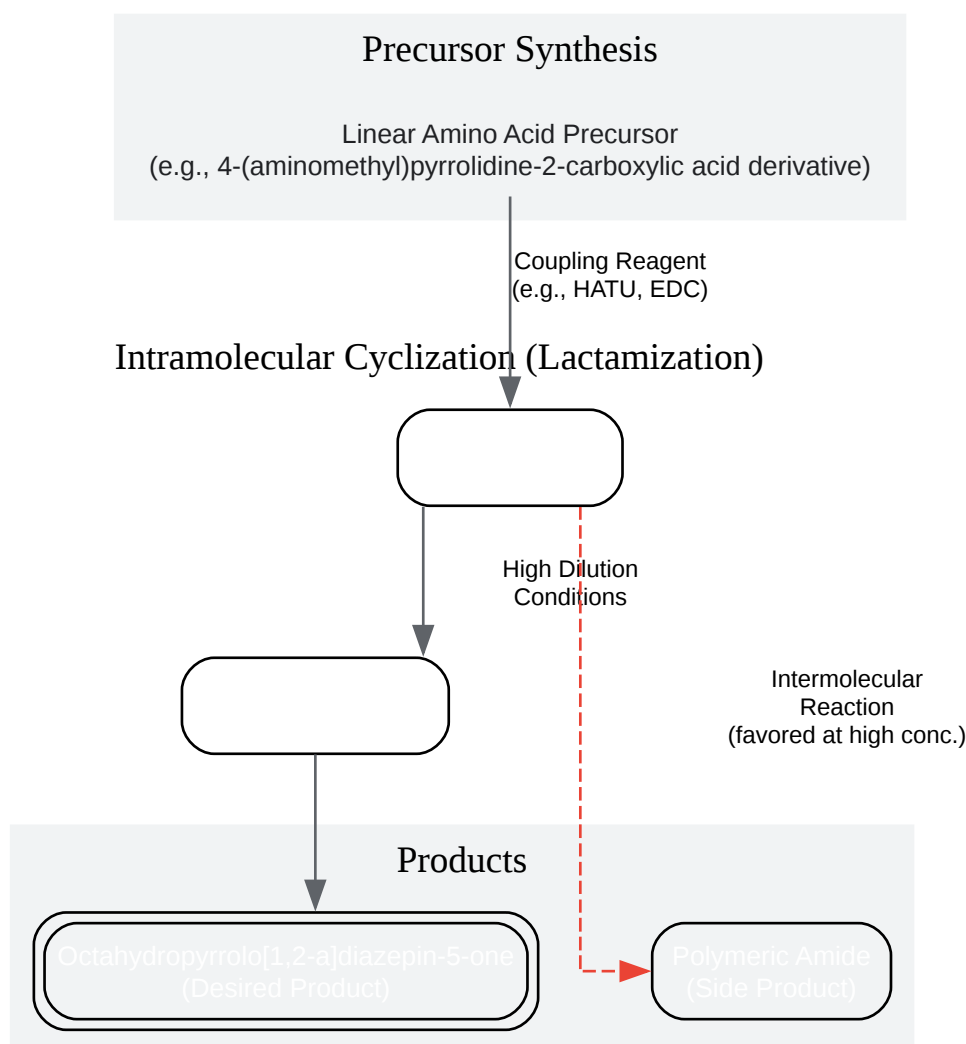 Precursor Synthesis
Linear Amino Acid Precursor
(e.g., 4-(aminomethyl)pyrrolidine-2-carboxylic acid derivative)
Coupling Reagent
(e.g., HATU, EDC)
Intramolecular Cyclization (Lactamization)
High Dilution
Conditions
Intermolecular
Reaction
(favored at high conc.)
Products
Octahydropyrrolo[1,2-a]diazepin-5-one
(Desired Product)
Polymeric Amide
(Side Product)